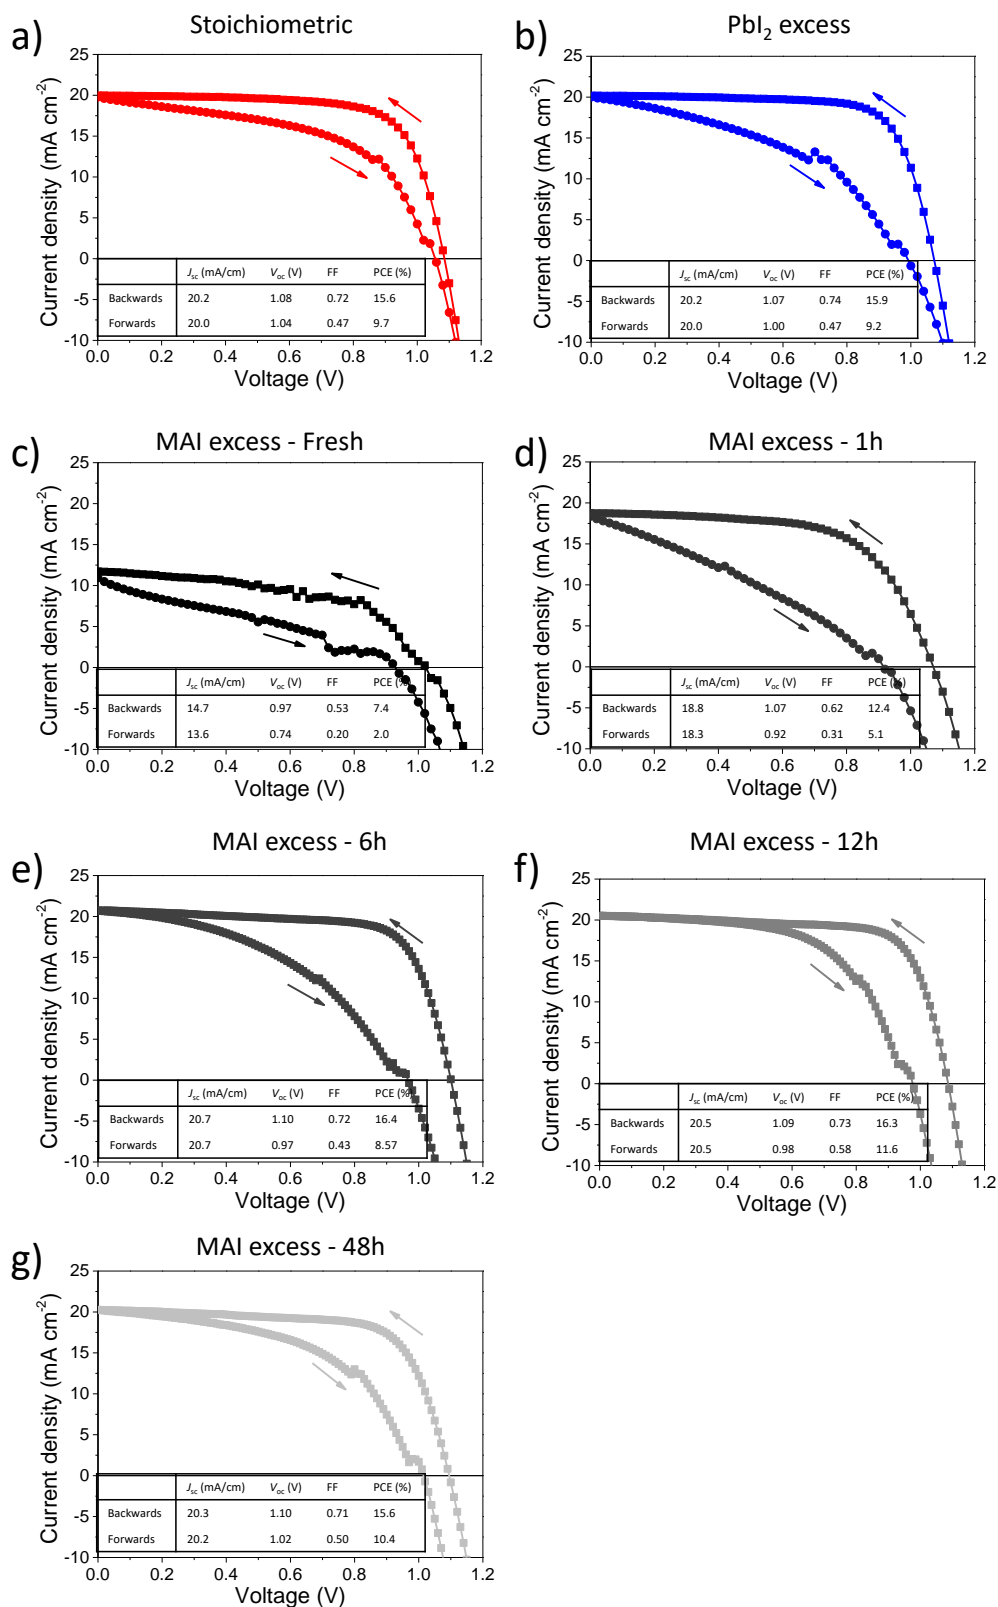 a)
Stoichiometric
Current density (mA cm-2)
25
20
15
10
5
0
-5
-10
Jsc (mA/cm) Voc (V) FF PCE (%)
Backwards 20.2 1.08 0.72 15.6
Forwards 20.0 1.04 0.47 9.7
0.0 0.2 0.4 0.6 0.8 1.0 1.2
Voltage (V)
b)
PbI2 excess
Current density (mA cm-2)
25
20
15
10
5
0
-5
-10
Jsc (mA/cm) Voc (V) FF PCE (%)
Backwards 20.2 1.07 0.74 15.9
Forwards 20.0 1.00 0.47 9.2
0.0 0.2 0.4 0.6 0.8 1.0 1.2
Voltage (V)
c)
MAI excess - Fresh
Current density (mA cm-2)
25
20
15
10
5
0
-5
-10
Jsc (mA/cm) Voc (V) FF PCE (%)
Backwards 14.7 0.97 0.53 7.4
Forwards 13.6 0.74 0.20 2.0
0.0 0.2 0.4 0.6 0.8 1.0 1.2
Voltage (V)
d)
MAI excess - 1h
Current density (mA cm-2)
25
20
15
10
5
0
-5
-10
Jsc (mA/cm) Voc (V) FF PCE (%)
Backwards 18.8 1.07 0.62 12.4
Forwards 18.3 0.92 0.31 5.1
0.0 0.2 0.4 0.6 0.8 1.0 1.2
Voltage (V)
e)
MAI excess - 6h
Current density (mA cm-2)
25
20
15
10
5
0
-5
-10
Jsc (mA/cm) Voc (V) FF PCE (%)
Backwards 20.7 1.10 0.72 16.4
Forwards 20.7 0.97 0.43 8.57
0.0 0.2 0.4 0.6 0.8 1.0 1.2
Voltage (V)
f)
MAI excess - 12h
Current density (mA cm-2)
25
20
15
10
5
0
-5
-10
Jsc (mA/cm) Voc (V) FF PCE (%)
Backwards 20.5 1.09 0.73 16.3
Forwards 20.5 0.98 0.58 11.6
0.0 0.2 0.4 0.6 0.8 1.0 1.2
Voltage (V)
g)
MAI excess - 48h
Current density (mA cm-2)
25
20
15
10
5
0
-5
-10
Jsc (mA/cm) Voc (V) FF PCE (%)
Backwards 20.3 1.10 0.71 15.6
Forwards 20.2 1.02 0.50 10.4
0.0 0.2 0.4 0.6 0.8 1.0 1.2
Voltage (V)